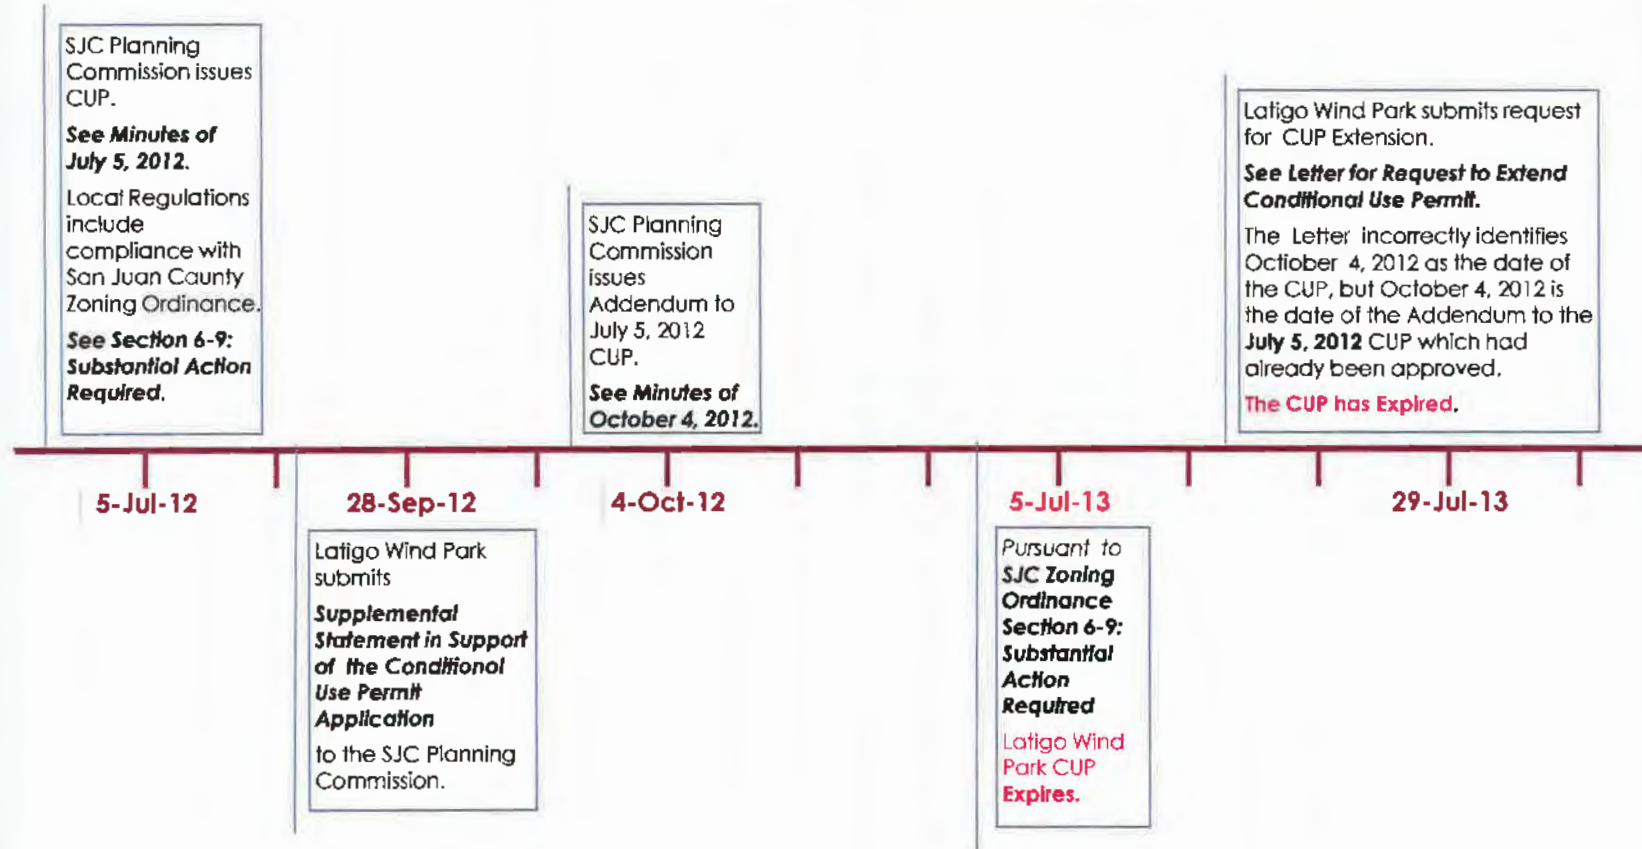 SJC Planning
Commission issues
CUP.
See Minutes of
July 5, 2012.
Local Regulations
include
compliance with
San Juan County
Zoning Ordinance.
See Section 6-9:
Substantial Action
Required.
SJC Planning
Commission
issues
Addendum to
July 5, 2012
CUP.
See Minutes of
October 4, 2012.
Latigo Wind Park submits request
for CUP Extension.
See Letter for Request to Extend
Conditional Use Permit.
The Letter incorrectly identifies
Octiober 4, 2012 as the date of
the CUP, but October 4, 2012 is
the date of the Addendum to the
July 5, 2012 CUP which had
already been approved.
The CUP has Expired.
5-Jul-12
28-Sep-12
4-Oct-12
5-Jul-13
29-Jul-13
Latigo Wind Park
submits
Supplemental
Statement in Support
of the Conditional
Use Permit
Application
to the SJC Planning
Commission.
Pursuant to
SJC Zoning
Ordinance
Section 6-9:
Substantial
Action
Required
Latigo Wind
Park CUP
Expires.